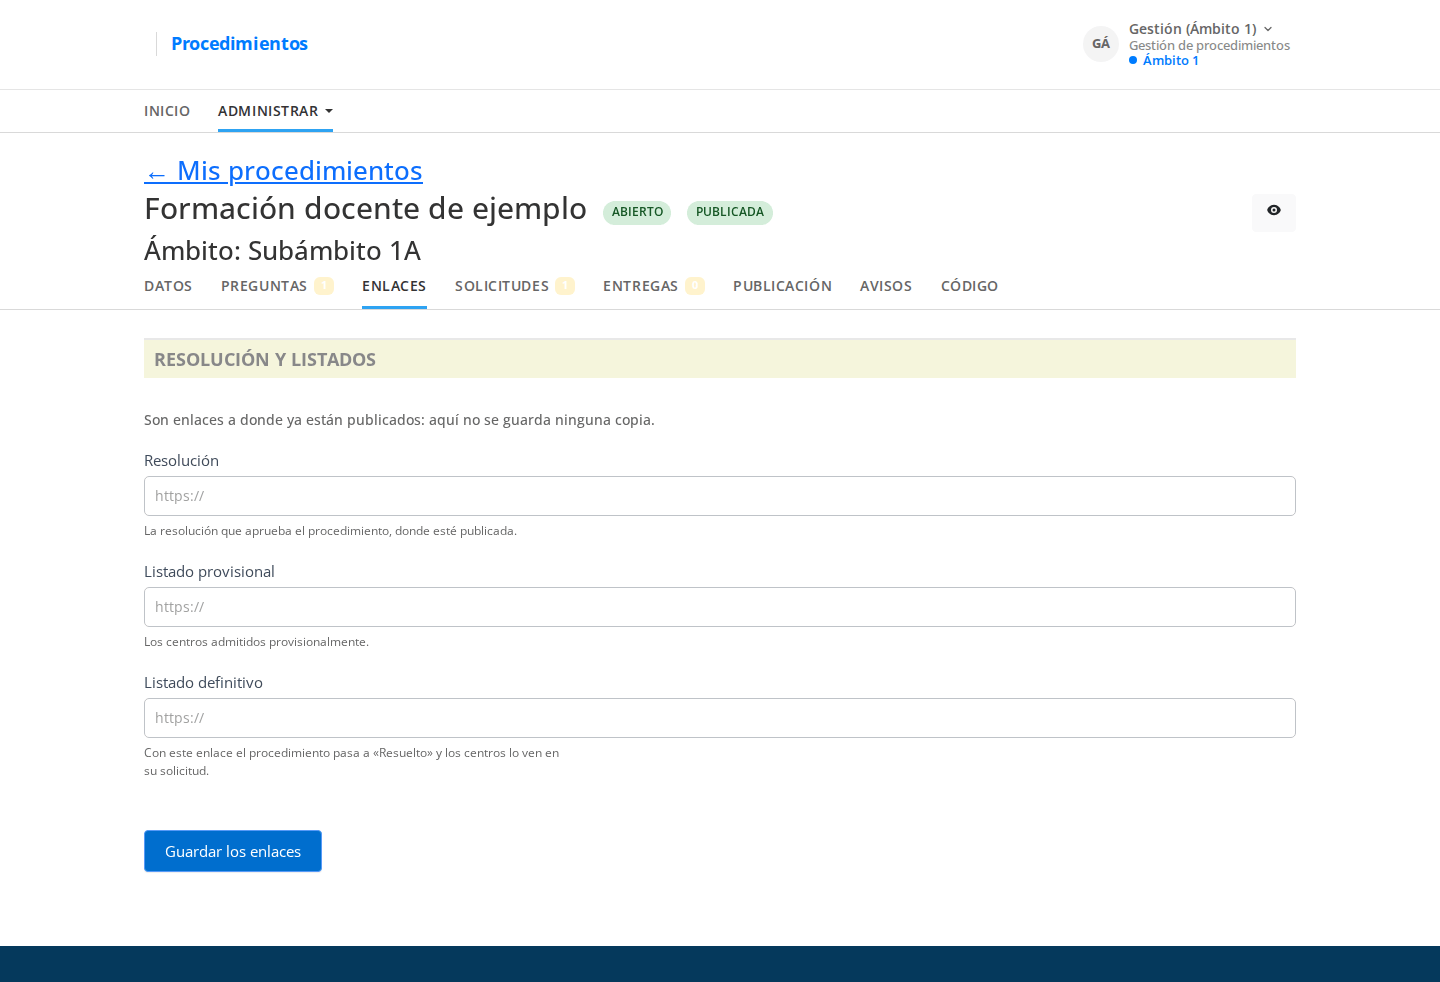 Procedimientos
GÁ
Gestión (Ámbito 1)
Gestión de procedimientos
Ámbito 1
INICIO
ADMINISTRAR
← Mis procedimientos
Formación docente de ejemplo
ABIERTO
PUBLICADA
Ámbito: Subámbito 1A
DATOS
PREGUNTAS 1
ENLACES
SOLICITUDES 1
ENTREGAS 0
PUBLICACIÓN
AVISOS
CÓDIGO
RESOLUCIÓN Y LISTADOS
Son enlaces a donde ya están publicados: aquí no se guarda ninguna copia.
Resolución
https://
La resolución que aprueba el procedimiento, donde esté publicada.
Listado provisional
https://
Los centros admitidos provisionalmente.
Listado definitivo
https://
Con este enlace el procedimiento pasa a «Resuelto» y los centros lo ven en
su solicitud.
Guardar los enlaces